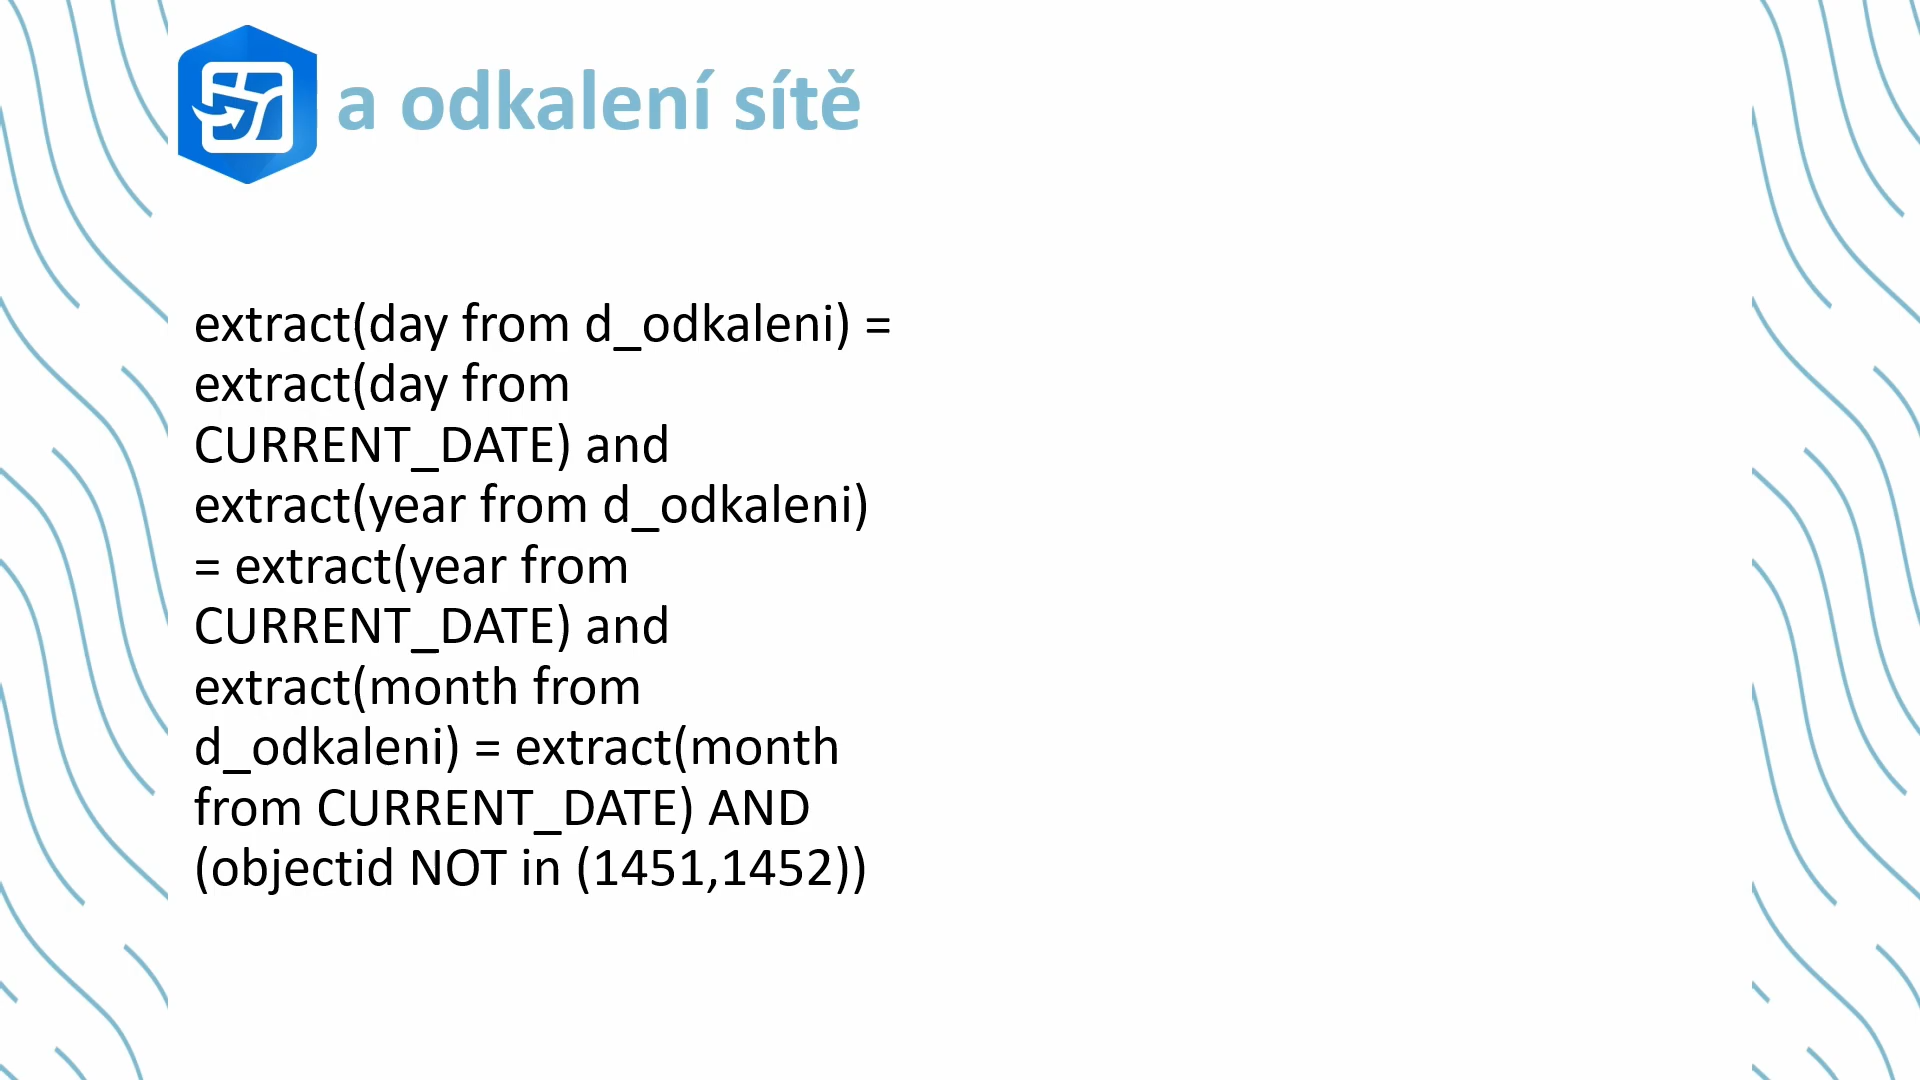 a odkalení sítě
extract(day from d_odkaleni) =
extract(day from
CURRENT_DATE) and
extract(year from d_odkaleni)
= extract(year from
CURRENT_DATE) and
extract(month from
d_odkaleni) = extract(month
from CURRENT_DATE) AND
(objectid NOT in (1451,1452))